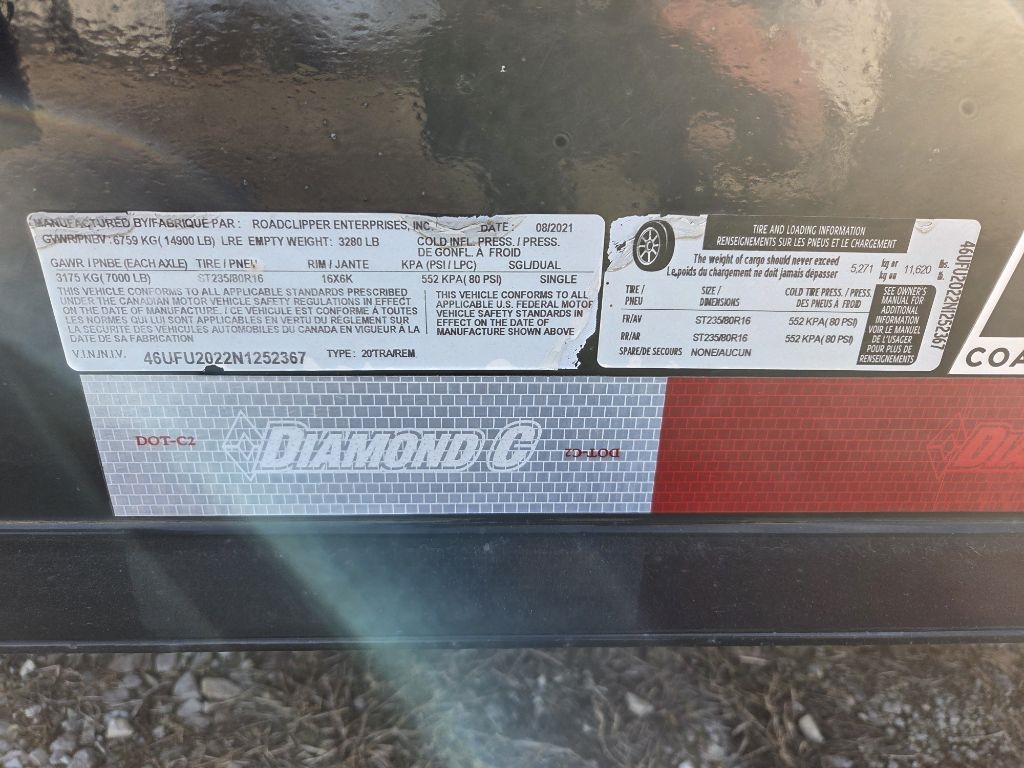 MANUFACTURED BY/FABRIQUE PAR: ROADCLIPPER ENTERPRISES, INC. DATE: 08/2021
GVWR/PNBV: 6759 KG(14900 LB) LRE EMPTY WEIGHT: 3280 LB
COLD INFL. PRESS./ PRESS.
DE GONFL. A FROID
GAWR / PNBE (EACH AXLE) TIRE / PNEU RIM / JANTE KPA (PSI / LPC) SGL/DUAL
3175 KG( 7000 LB) ST235/80R16 16X6K 552 KPA( 80 PSI) SINGLE
THIS VEHICLE CONFORMS TO ALL APPLICABLE STANDARDS PRESCRIBED
UNDER THE CANADIAN MOTOR VEHICLE SAFETY REGULATIONS IN EFFECT
ON THE DATE OF MANUFACTURE. / CE VEHICULE EST CONFORME A TOUTES
LES NORMES QUI LUI SONT APPLICABLES EN VERTU DU REGLEMENT SUR
LA SECURITE DES VEHICULES AUTOMOBILES DU CANADA EN VIGUEUR A LA
DATE DE SA FABRICATION
THIS VEHICLE CONFORMS TO ALL
APPLICABLE U.S. FEDERAL MOTOR
VEHICLE SAFETY STANDARDS IN
EFFECT ON THE DATE OF
MANUFACTURE SHOWN ABOVE
V.I.N./N.I.V. 46UFU2022N1252367 TYPE: 20'TRA/REM
TIRE AND LOADING INFORMATION
RENSEIGNEMENTS SUR LES PNEUS ET LE CHARGEMENT
The weight of cargo should never exceed
Le poids du chargement ne doit jamais dépasser
5,271 kg or kg ou 11,620 lbs. lb.
TIRE / SIZE / COLD TIRE PRESS. / PRESS.
PNEU DIMENSIONS DES PNEUS A FROID
FR/AV ST235/80R16 552 KPA( 80 PSI)
RR/AR ST235/80R16 552 KPA( 80 PSI)
SPARE/DE SECOURS NONE/AUCUN
SEE OWNER'S
MANUAL FOR
ADDITIONAL
INFORMATION
VOIR LE MANUEL
DE L'USAGER
POUR PLUS DE
RENSEIGNEMENTS
46UFU2022N1252367
COA
DOT-C2 DIAMOND C DOT-C2
DIA